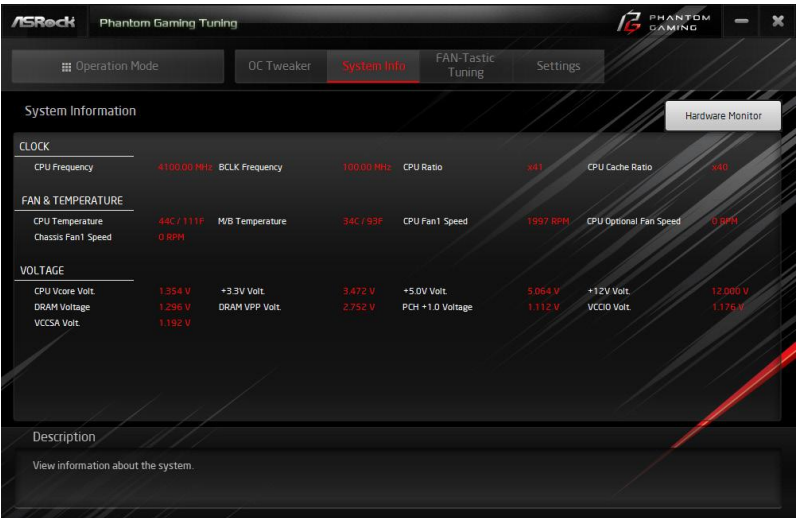 ASRock Phantom Gaming Tuning PHANTOM GAMING
Operation Mode OC Tweaker System Info FAN-Tastic Tuning Settings
System Information Hardware Monitor
CLOCK
CPU Frequency 4100.00 MHz BCLK Frequency 100.00 MHz CPU Ratio x41 CPU Cache Ratio x40
FAN & TEMPERATURE
CPU Temperature 44C / 111F M/B Temperature 34C / 93F CPU Fan1 Speed 1997 RPM CPU Optional Fan Speed 0 RPM
Chassis Fan1 Speed 0 RPM
VOLTAGE
CPU Vcore Volt. 1.354 V +3.3V Volt. 3.472 V +5.0V Volt. 5.064 V +12V Volt. 12.000 V
DRAM Voltage 1.296 V DRAM VPP Volt. 2.752 V PCH +1.0 Voltage 1.112 V VCCIO Volt. 1.176 V
VCCSA Volt. 1.192 V
Description
View information about the system.